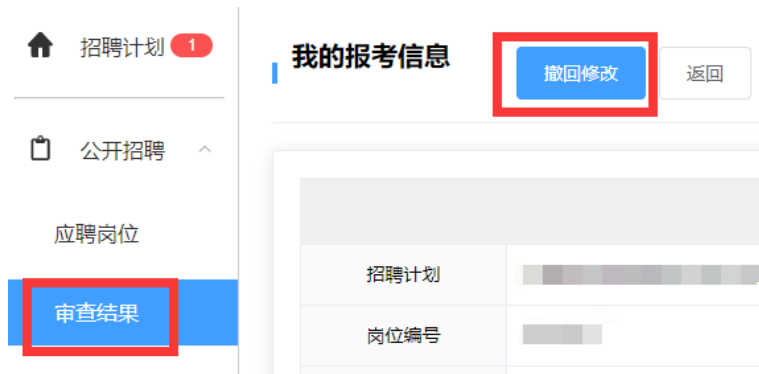 招聘计划 1
公开招聘
应聘岗位
审查结果
我的报考信息 撤回修改 返回
招聘计划
岗位编号